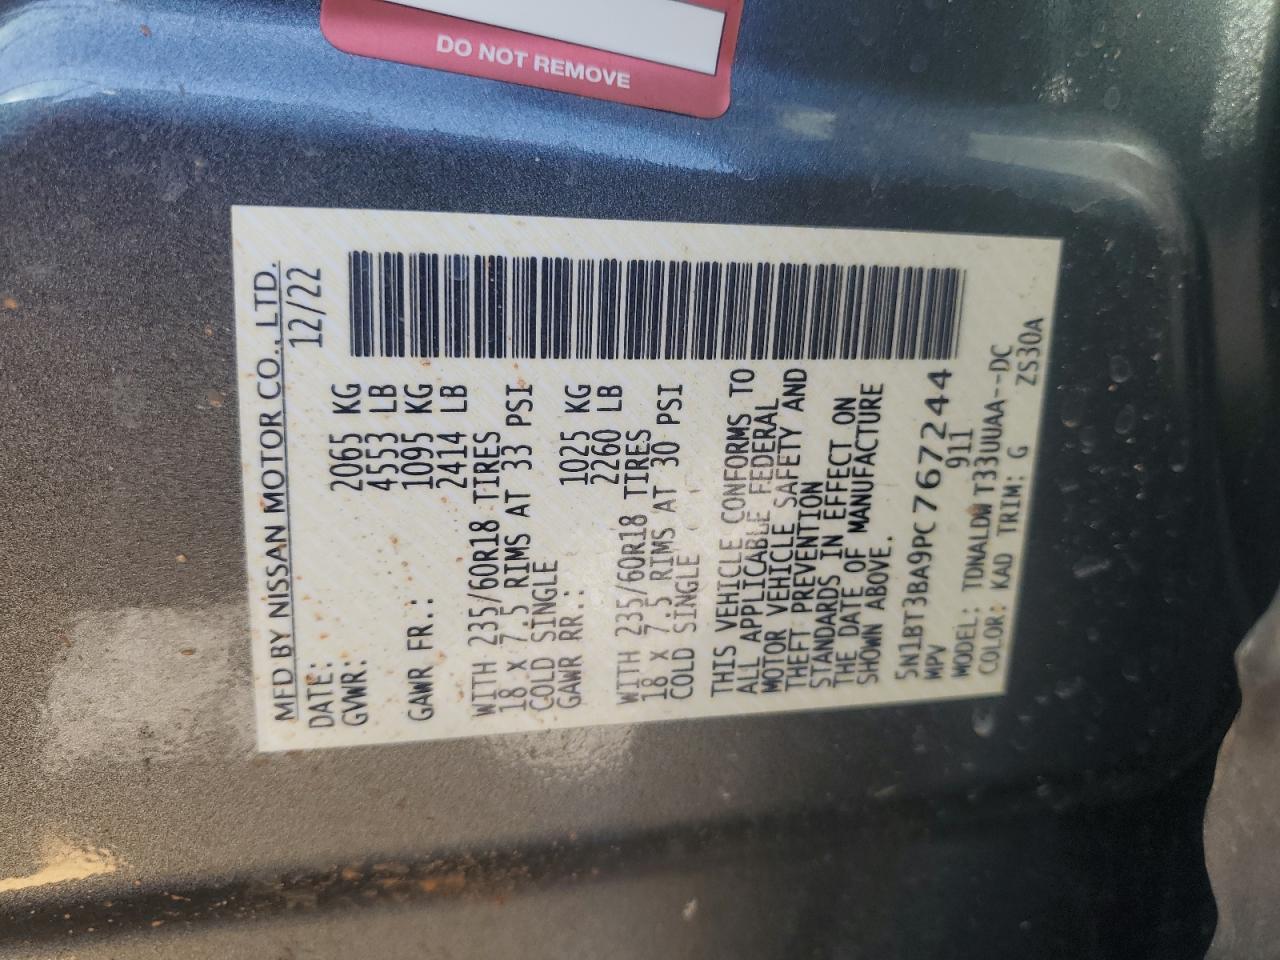 DO NOT REMOVE
MFD BY NISSAN MOTOR CO., LTD.
DATE: 12/22
GVWR: 2065 KG
4553 LB
GAWR FR.: 1095 KG
2414 LB
WITH 235/60R18 TIRES
18 x 7.5 RIMS AT 33 PSI
COLD SINGLE
GAWR RR.: 1025 KG
2260 LB
WITH 235/60R18 TIRES
18 x 7.5 RIMS AT 30 PSI
COLD SINGLE
THIS VEHICLE CONFORMS TO
ALL APPLICABLE FEDERAL
MOTOR VEHICLE SAFETY AND
THEFT PREVENTION
STANDARDS IN EFFECT ON
THE DATE OF MANUFACTURE
SHOWN ABOVE.
5N1BT3BA9PC767244
MPV 911
MODEL: TDNALDW T33UUAA--DC
COLOR: KAD TRIM: G ZS30A